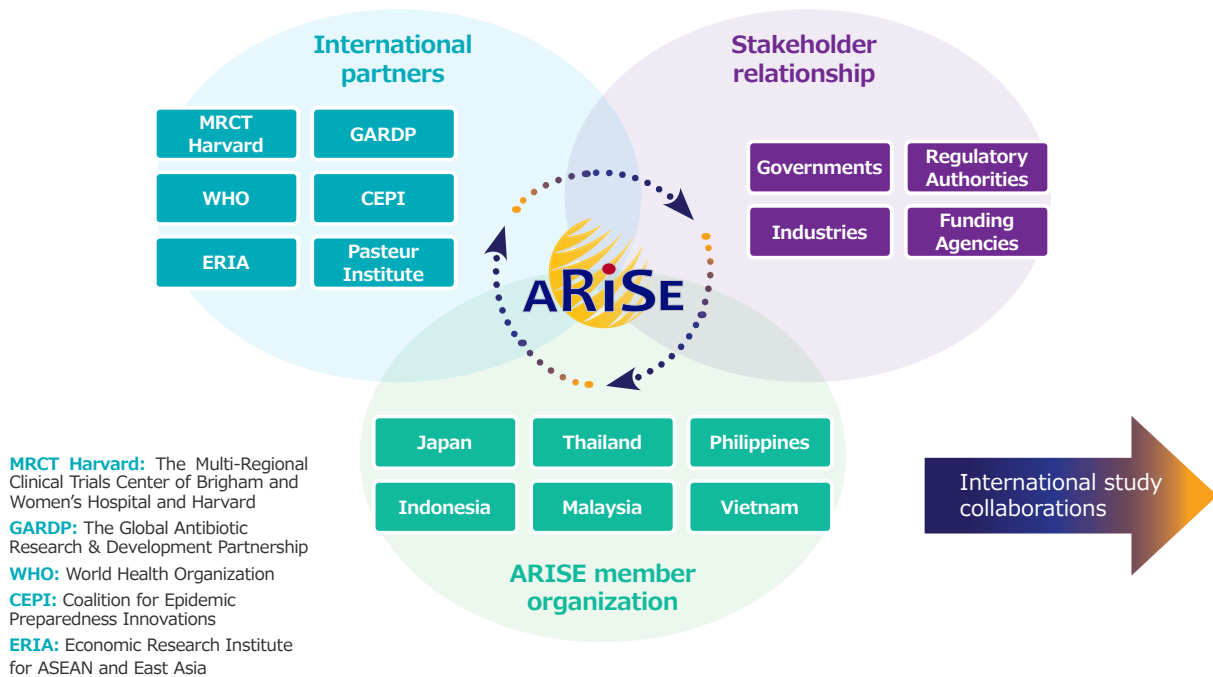 International
partners
MRCT
Harvard
GARDP
WHO
CEPI
ERIA
Pasteur
Institute
Stakeholder
relationship
Governments
Regulatory
Authorities
Industries
Funding
Agencies
ARiSE
Japan
Thailand
Philippines
Indonesia
Malaysia
Vietnam
ARISE member
organization
MRCT Harvard: The Multi-Regional
Clinical Trials Center of Brigham and
Women’s Hospital and Harvard
GARDP: The Global Antibiotic
Research & Development Partnership
WHO: World Health Organization
CEPI: Coalition for Epidemic
Preparedness Innovations
ERIA: Economic Research Institute
for ASEAN and East Asia
International study
collaborations